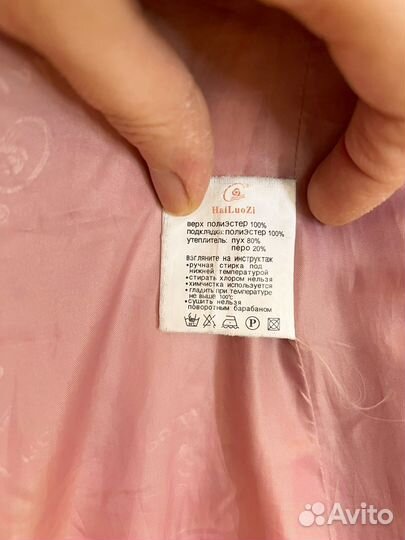 HaiLuoZi
верх полиэстер 100%
подкладка: полиэстер 100%
утеплитель: пух 80%
перо 20%
взгляните на инструктаж
•ручная стирка под
нижней температурой
•стирать хлором нельзя
•химчистка используется
•гладить при температуре
не выше 100°C
•сушить нельзя
поворотным барабаном
P
Avito